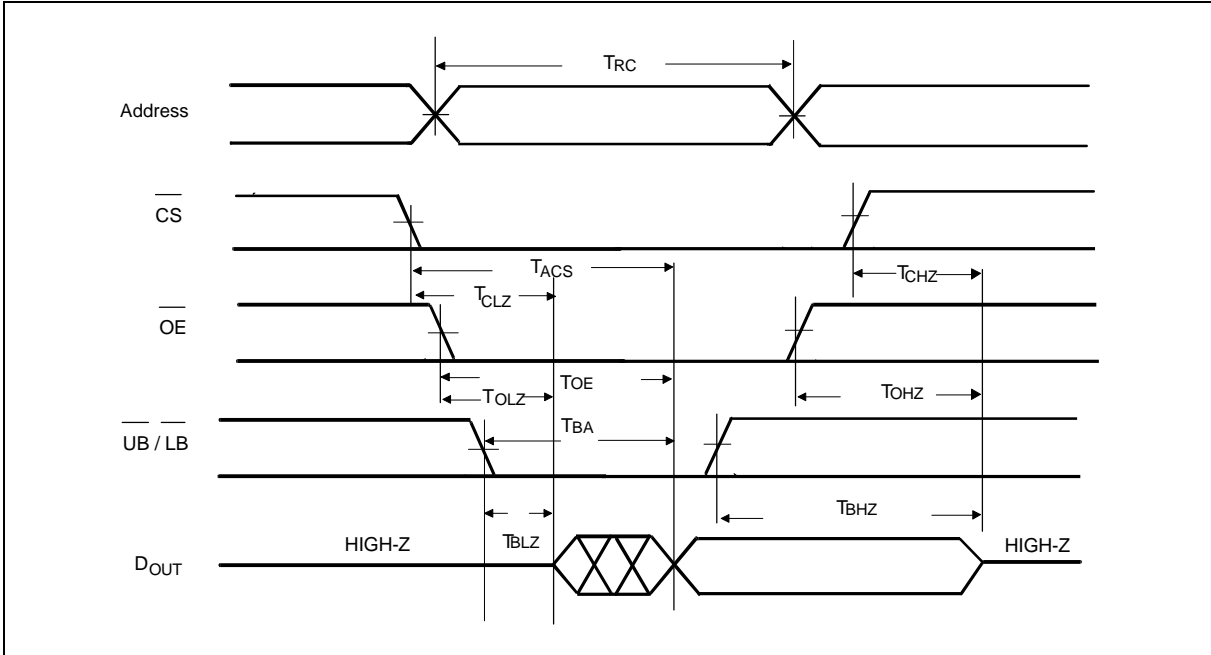 TRC
Address
CS
TACS
TCHZ
TCLZ
OE
TOE
TOLZ
TOHZ
UB / LB
TBA
TBLZ
TBHZ
HIGH-Z
HIGH-Z
DOUT